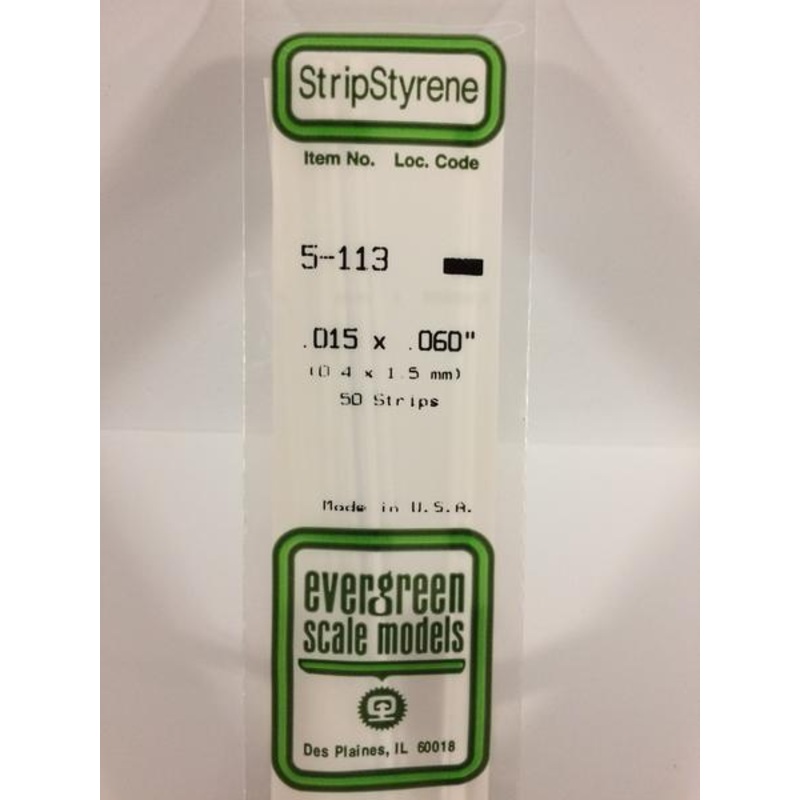 StripStyrene
Item No. Loc. Code
5-113
.015 x .060"
(0.4 x 1.5 mm)
50 Strips
Made in U.S.A.
evergreen
scale models
Des Plaines, IL 60018